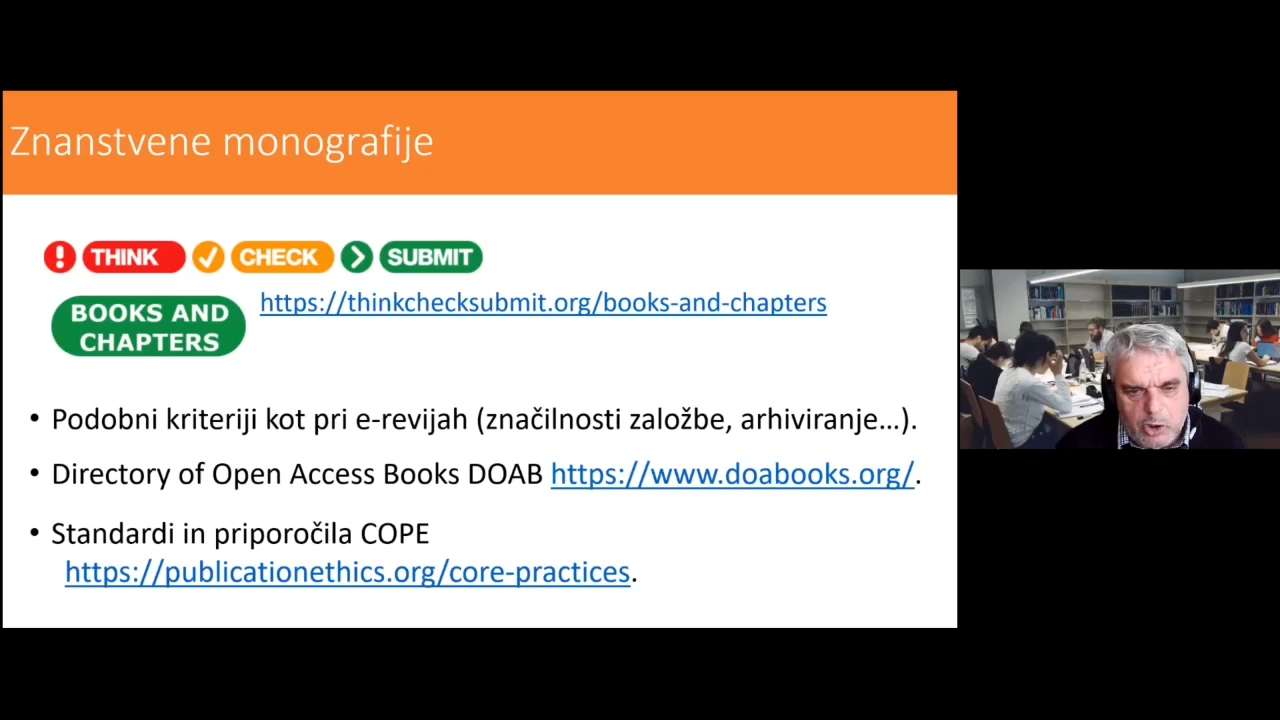 Znanstvene monografije
! THINK ✓ CHECK > SUBMIT
BOOKS AND
CHAPTERS
https://thinkchecksubmit.org/books-and-chapters
• Podobni kriteriji kot pri e-revijah (značilnosti založbe, arhiviranje…).
• Directory of Open Access Books DOAB https://www.doabooks.org/.
• Standardi in priporočila COPE
https://publicationethics.org/core-practices.